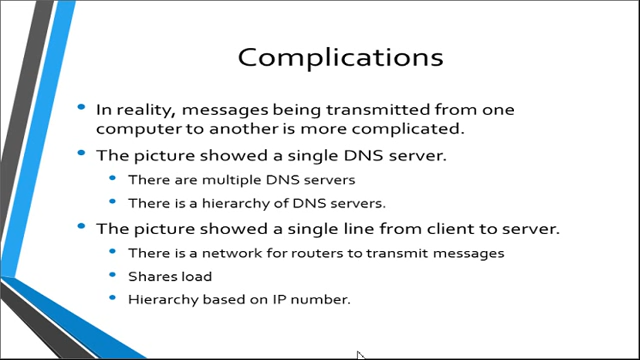 Complications
In reality, messages being transmitted from one
computer to another is more complicated.
The picture showed a single DNS server.
There are multiple DNS servers
There is a hierarchy of DNS servers.
The picture showed a single line from client to server.
There is a network for routers to transmit messages
Shares load
Hierarchy based on IP number.